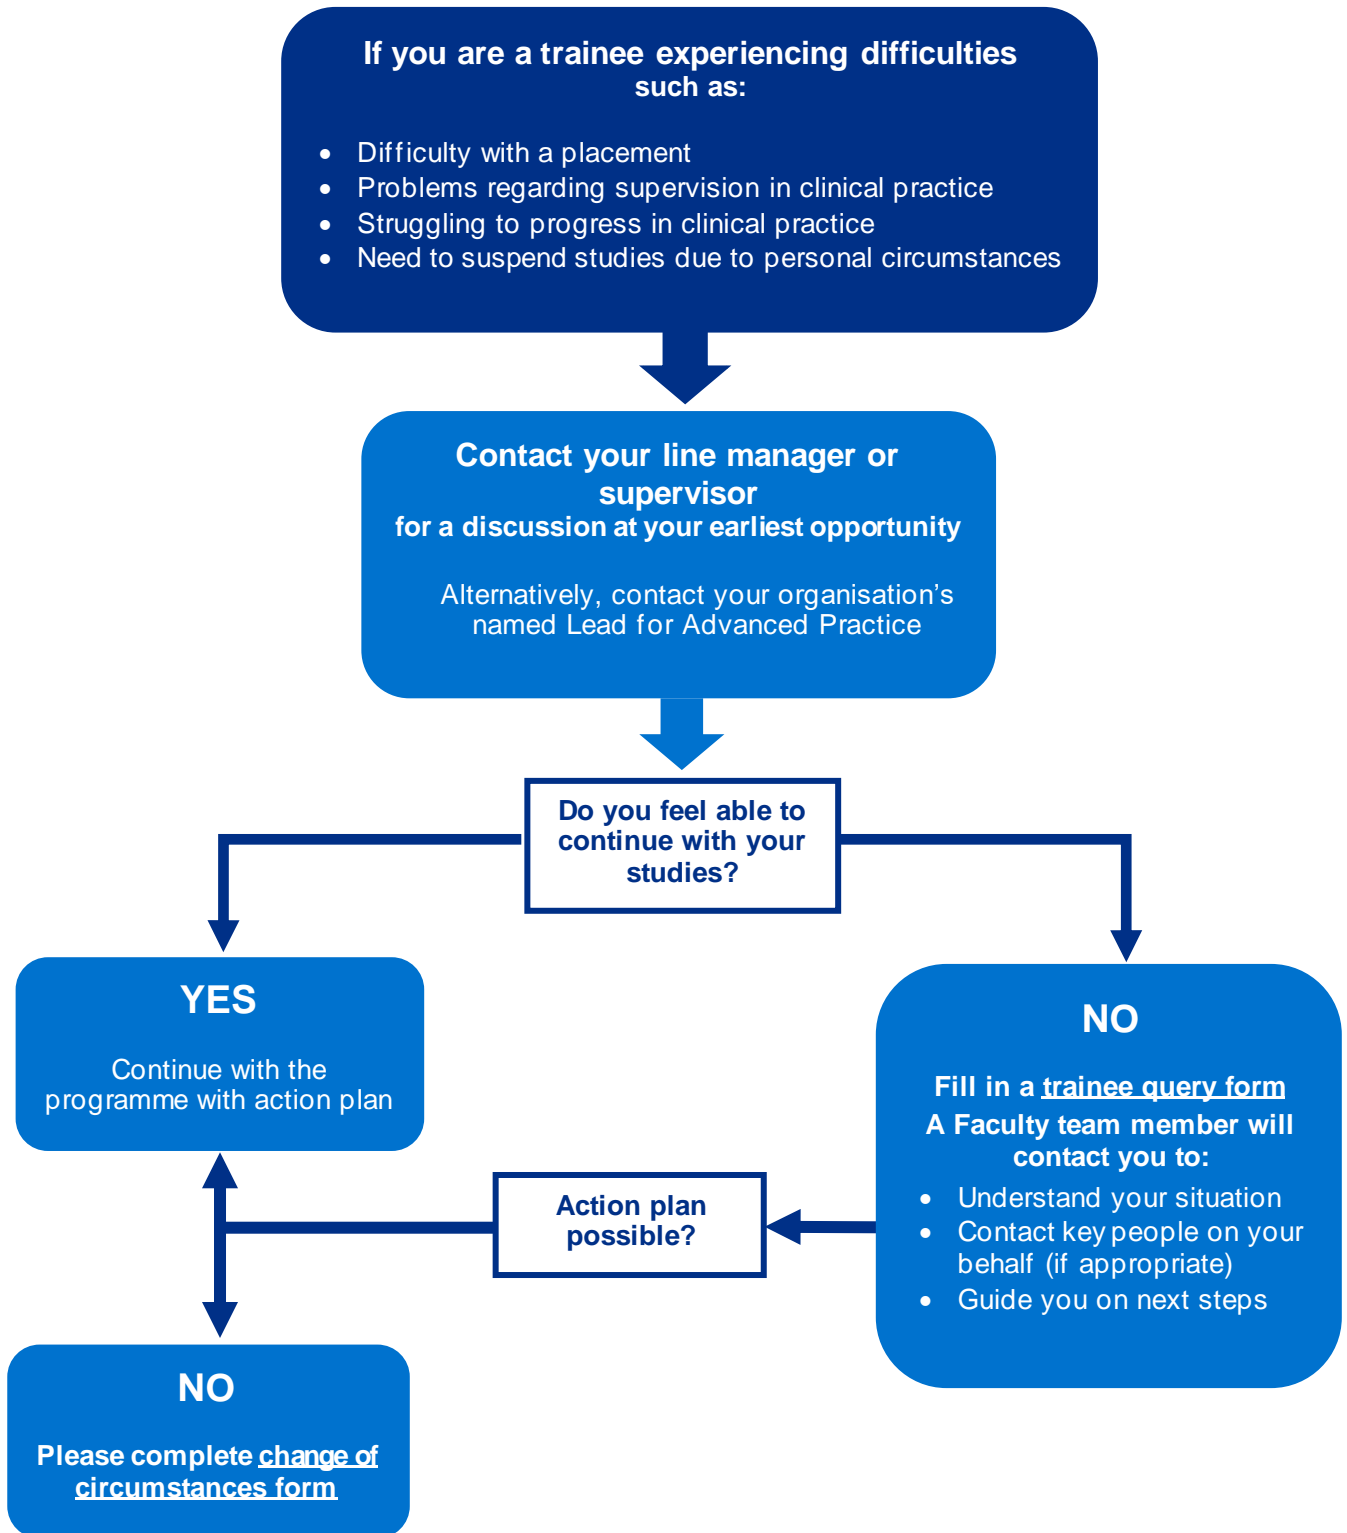 If you are a trainee experiencing difficulties
such as:
• Difficulty with a placement
• Problems regarding supervision in clinical practice
• Struggling to progress in clinical practice
• Need to suspend studies due to personal circumstances
Contact your line manager or
supervisor
for a discussion at your earliest opportunity
Alternatively, contact your organisation’s
named Lead for Advanced Practice
Do you feel able to
continue with your
studies?
YES
Continue with the
programme with action plan
NO
Fill in a trainee query form
A Faculty team member will
contact you to:
• Understand your situation
• Contact key people on your
behalf (if appropriate)
• Guide you on next steps
Action plan
possible?
NO
Please complete change of
circumstances form